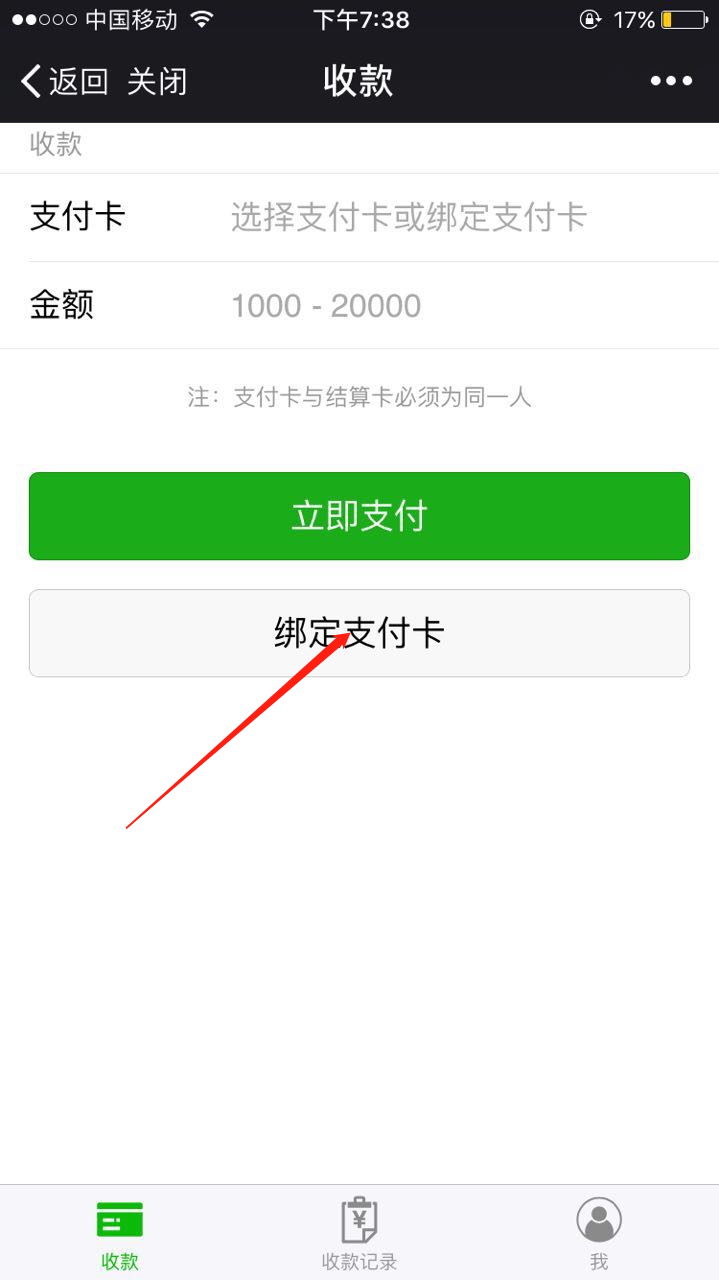 中国移动 下午7:38 17%
返回 关闭 收款
收款
支付卡 选择支付卡或绑定支付卡
金额 1000 - 20000
注：支付卡与结算卡必须为同一人
立即支付
绑定支付卡
收款 收款记录 我